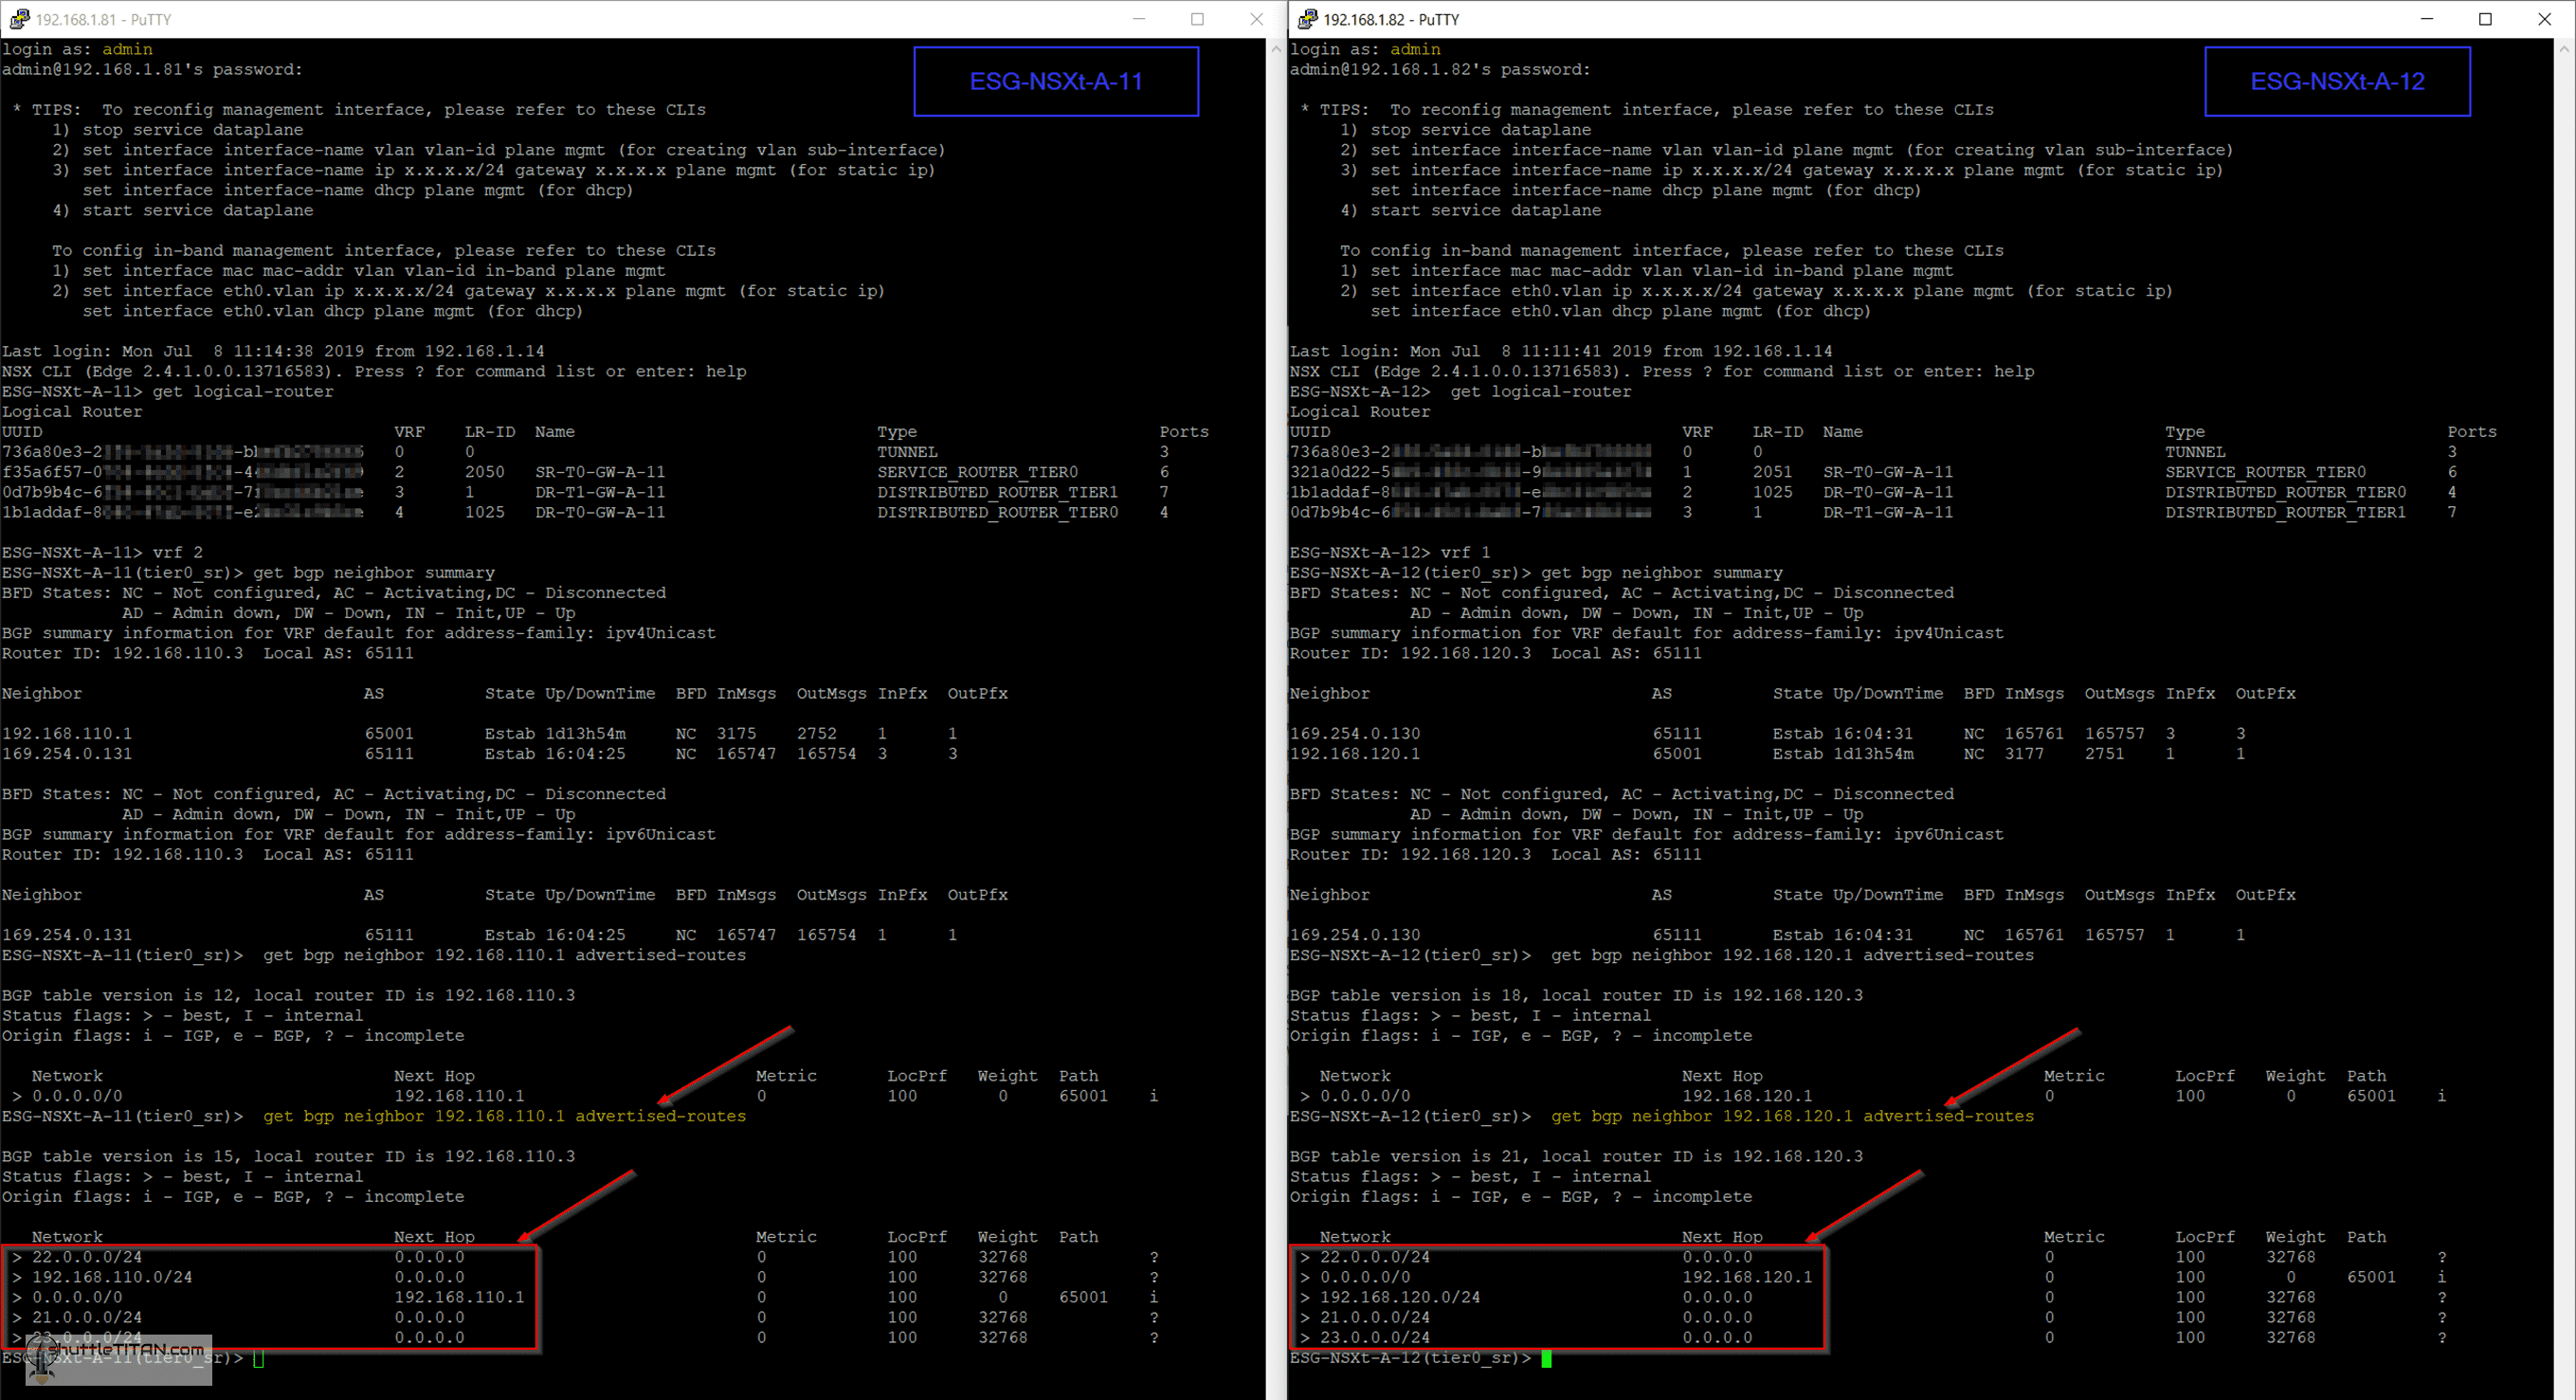 192.168.1.81 - PuTTY
login as: admin
admin@192.168.1.81's password:
ESG-NSXt-A-11
* TIPS:  To reconfig management interface, please refer to these CLIs
1) stop service dataplane
2) set interface interface-name vlan vlan-id plane mgmt (for creating vlan sub-interface)
3) set interface interface-name ip x.x.x.x/24 gateway x.x.x.x plane mgmt (for static ip)
set interface interface-name dhcp plane mgmt (for dhcp)
4) start service dataplane
To config in-band management interface, please refer to these CLIs
1) set interface mac mac-addr vlan vlan-id in-band plane mgmt
2) set interface eth0.vlan ip x.x.x.x/24 gateway x.x.x.x plane mgmt (for static ip)
set interface eth0.vlan dhcp plane mgmt (for dhcp)
Last login: Mon Jul  8 11:14:38 2019 from 192.168.1.14
NSX CLI (Edge 2.4.1.0.0.13716583). Press ? for command list or enter: help
ESG-NSXt-A-11> get logical-router
Logical Router
UUID VRF LR-ID Name Type Ports
736a80e3-2 0 0 TUNNEL 3
f35a6f57-0 2 2050 SR-T0-GW-A-11 SERVICE_ROUTER_TIER0 6
0d7b9b4c-6 3 1 DR-T1-GW-A-11 DISTRIBUTED_ROUTER_TIER1 7
1b1addaf-8 4 1025 DR-T0-GW-A-11 DISTRIBUTED_ROUTER_TIER0 4
ESG-NSXt-A-11> vrf 2
ESG-NSXt-A-11(tier0_sr)> get bgp neighbor summary
BFD States: NC - Not configured, AC - Activating,DC - Disconnected
AD - Admin down, DW - Down, IN - Init,UP - Up
BGP summary information for VRF default for address-family: ipv4Unicast
Router ID: 192.168.110.3  Local AS: 65111
Neighbor AS State Up/DownTime BFD InMsgs OutMsgs InPfx OutPfx
192.168.110.1 65001 Estab 1d13h54m NC 3175 2752 1 1
169.254.0.131 65111 Estab 16:04:25 NC 165747 165754 3 3
BFD States: NC - Not configured, AC - Activating,DC - Disconnected
AD - Admin down, DW - Down, IN - Init,UP - Up
BGP summary information for VRF default for address-family: ipv6Unicast
Router ID: 192.168.110.3  Local AS: 65111
Neighbor AS State Up/DownTime BFD InMsgs OutMsgs InPfx OutPfx
169.254.0.131 65111 Estab 16:04:25 NC 165747 165754 1 1
ESG-NSXt-A-11(tier0_sr)>  get bgp neighbor 192.168.110.1 advertised-routes
BGP table version is 12, local router ID is 192.168.110.3
Status flags: > - best, I - internal
Origin flags: i - IGP, e - EGP, ? - incomplete
Network Next Hop Metric LocPrf Weight Path
> 0.0.0.0/0 192.168.110.1 0 100 0 65001 i
ESG-NSXt-A-11(tier0_sr)>  get bgp neighbor 192.168.110.1 advertised-routes
BGP table version is 15, local router ID is 192.168.110.3
Status flags: > - best, I - internal
Origin flags: i - IGP, e - EGP, ? - incomplete
Network Next Hop Metric LocPrf Weight Path
> 22.0.0.0/24 0.0.0.0 0 100 32768 ?
> 192.168.110.0/24 0.0.0.0 0 100 32768 ?
> 0.0.0.0/0 192.168.110.1 0 100 0 65001 i
> 21.0.0.0/24 0.0.0.0 0 100 32768 ?
> 23.0.0.0/24 0.0.0.0 0 100 32768 ?
ESG-NSXt-A-11(tier0_sr)>
shuttleTITAN.com
192.168.1.82 - PuTTY
login as: admin
admin@192.168.1.82's password:
ESG-NSXt-A-12
* TIPS:  To reconfig management interface, please refer to these CLIs
1) stop service dataplane
2) set interface interface-name vlan vlan-id plane mgmt (for creating vlan sub-interface)
3) set interface interface-name ip x.x.x.x/24 gateway x.x.x.x plane mgmt (for static ip)
set interface interface-name dhcp plane mgmt (for dhcp)
4) start service dataplane
To config in-band management interface, please refer to these CLIs
1) set interface mac mac-addr vlan vlan-id in-band plane mgmt
2) set interface eth0.vlan ip x.x.x.x/24 gateway x.x.x.x plane mgmt (for static ip)
set interface eth0.vlan dhcp plane mgmt (for dhcp)
Last login: Mon Jul  8 11:11:41 2019 from 192.168.1.14
NSX CLI (Edge 2.4.1.0.0.13716583). Press ? for command list or enter: help
ESG-NSXt-A-12>  get logical-router
Logical Router
UUID VRF LR-ID Name Type Ports
736a80e3-2 0 0 TUNNEL 3
321a0d22-5 1 2051 SR-T0-GW-A-11 SERVICE_ROUTER_TIER0 6
1b1addaf-8 2 1025 DR-T0-GW-A-11 DISTRIBUTED_ROUTER_TIER0 4
0d7b9b4c-6 3 1 DR-T1-GW-A-11 DISTRIBUTED_ROUTER_TIER1 7
ESG-NSXt-A-12> vrf 1
ESG-NSXt-A-12(tier0_sr)> get bgp neighbor summary
BFD States: NC - Not configured, AC - Activating,DC - Disconnected
AD - Admin down, DW - Down, IN - Init,UP - Up
BGP summary information for VRF default for address-family: ipv4Unicast
Router ID: 192.168.120.3  Local AS: 65111
Neighbor AS State Up/DownTime BFD InMsgs OutMsgs InPfx OutPfx
169.254.0.130 65111 Estab 16:04:31 NC 165761 165757 3 3
192.168.120.1 65001 Estab 1d13h54m NC 3177 2751 1 1
BFD States: NC - Not configured, AC - Activating,DC - Disconnected
AD - Admin down, DW - Down, IN - Init,UP - Up
BGP summary information for VRF default for address-family: ipv6Unicast
Router ID: 192.168.120.3  Local AS: 65111
Neighbor AS State Up/DownTime BFD InMsgs OutMsgs InPfx OutPfx
169.254.0.130 65111 Estab 16:04:31 NC 165761 165757 1 1
ESG-NSXt-A-12(tier0_sr)>  get bgp neighbor 192.168.120.1 advertised-routes
BGP table version is 18, local router ID is 192.168.120.3
Status flags: > - best, I - internal
Origin flags: i - IGP, e - EGP, ? - incomplete
Network Next Hop Metric LocPrf Weight Path
> 0.0.0.0/0 192.168.120.1 0 100 0 65001 i
ESG-NSXt-A-12(tier0_sr)>  get bgp neighbor 192.168.120.1 advertised-routes
BGP table version is 21, local router ID is 192.168.120.3
Status flags: > - best, I - internal
Origin flags: i - IGP, e - EGP, ? - incomplete
Network Next Hop Metric LocPrf Weight Path
> 22.0.0.0/24 0.0.0.0 0 100 32768 ?
> 0.0.0.0/0 192.168.120.1 0 100 0 65001 i
> 192.168.120.0/24 0.0.0.0 0 100 32768 ?
> 21.0.0.0/24 0.0.0.0 0 100 32768 ?
> 23.0.0.0/24 0.0.0.0 0 100 32768 ?
ESG-NSXt-A-12(tier0_sr)>